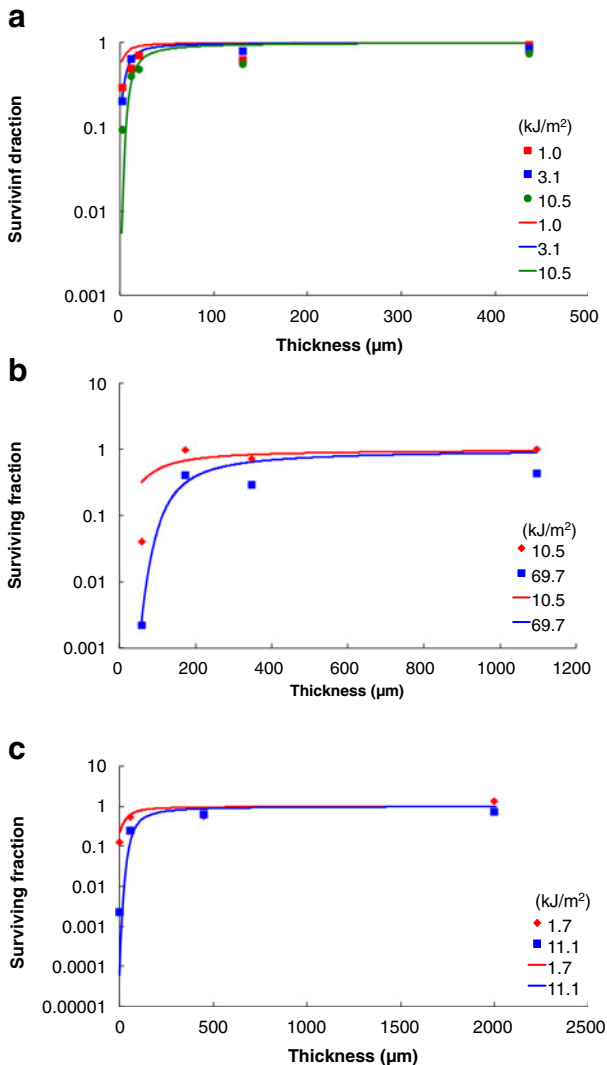 a
1
0.1
0.01
0.001
0 100 200 300 400 500
Survivinf draction
Thickness (µm)
(kJ/m²)
1.0
3.1
10.5
1.0
3.1
10.5
b
10
1
0.1
0.01
0.001
0 200 400 600 800 1000 1200
Surviving fraction
Thickness (µm)
(kJ/m²)
10.5
69.7
10.5
69.7
c
10
1
0.1
0.01
0.001
0.0001
0.00001
0 500 1000 1500 2000 2500
Surviving fraction
Thickness (µm)
(kJ/m²)
1.7
11.1
1.7
11.1